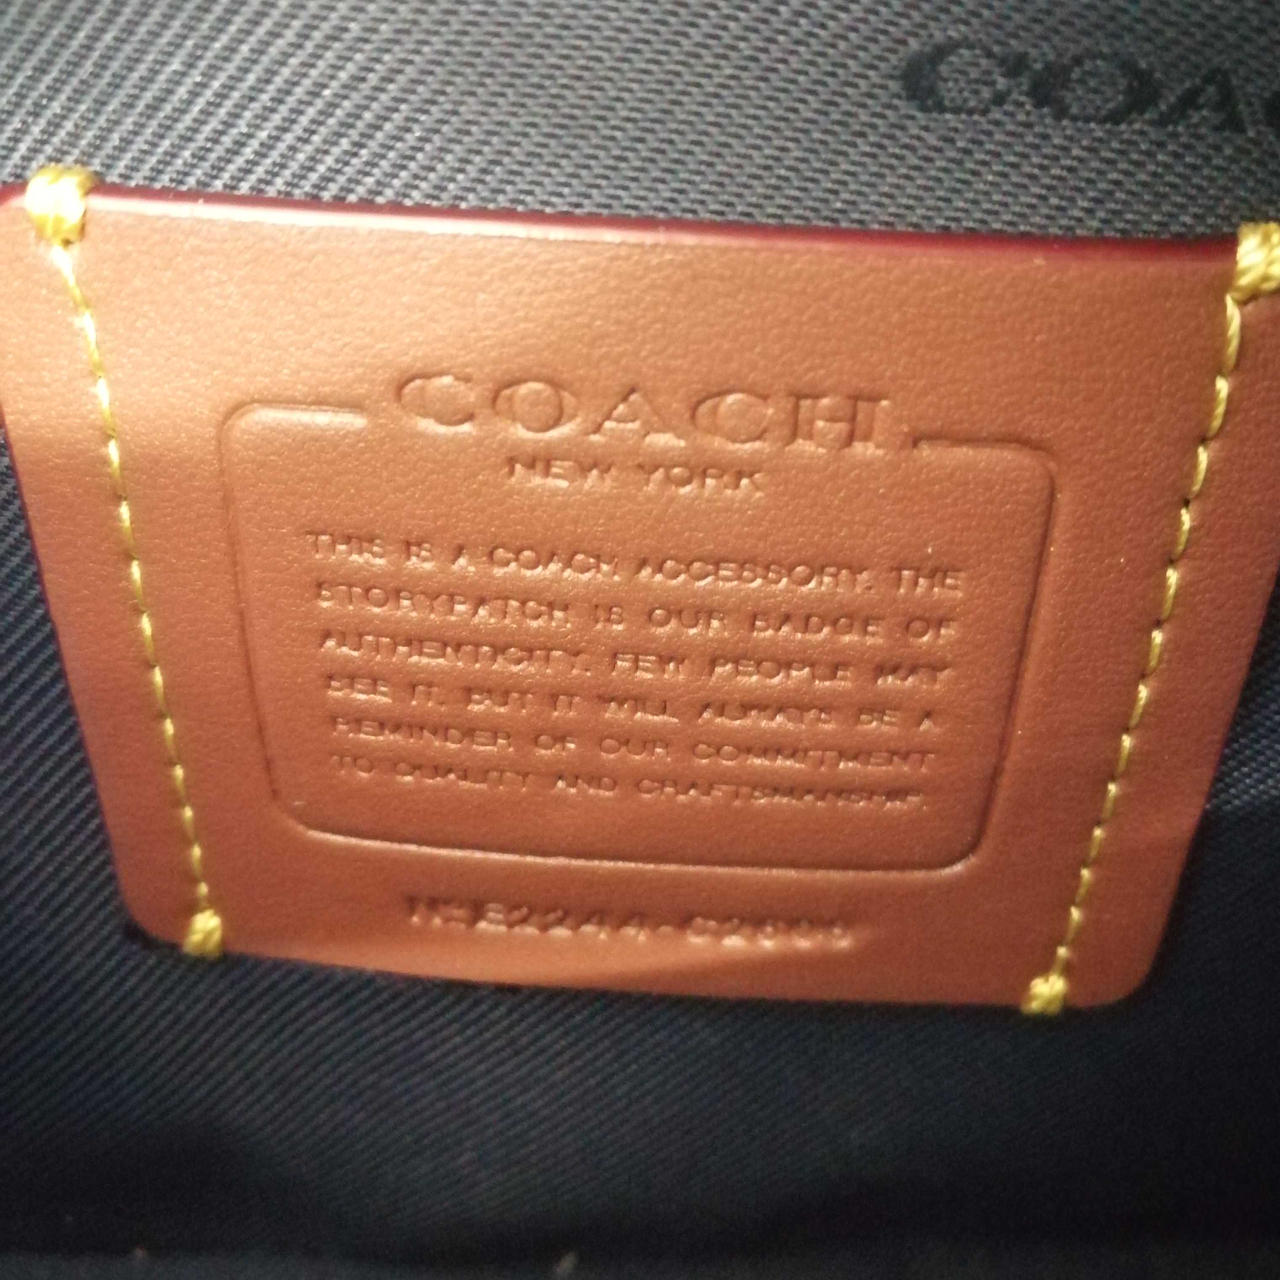 COACH
NEW YORK
THIS IS A COACH ACCESSORY. THE
STORYPATCH IS OUR BADGE OF
AUTHENTICITY. FEW PEOPLE MAY
SEE IT. BUT IT WILL ALWAYS BE A
REMINDER OF OUR COMMITMENT
TO QUALITY AND CRAFTSMANSHIP.